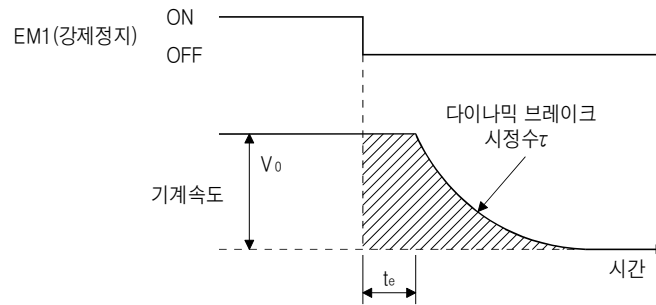 ON
EM1(강제정지)
OFF
다이나믹 브레이크
시정수τ
V₀
기계속도
시간
tₑ